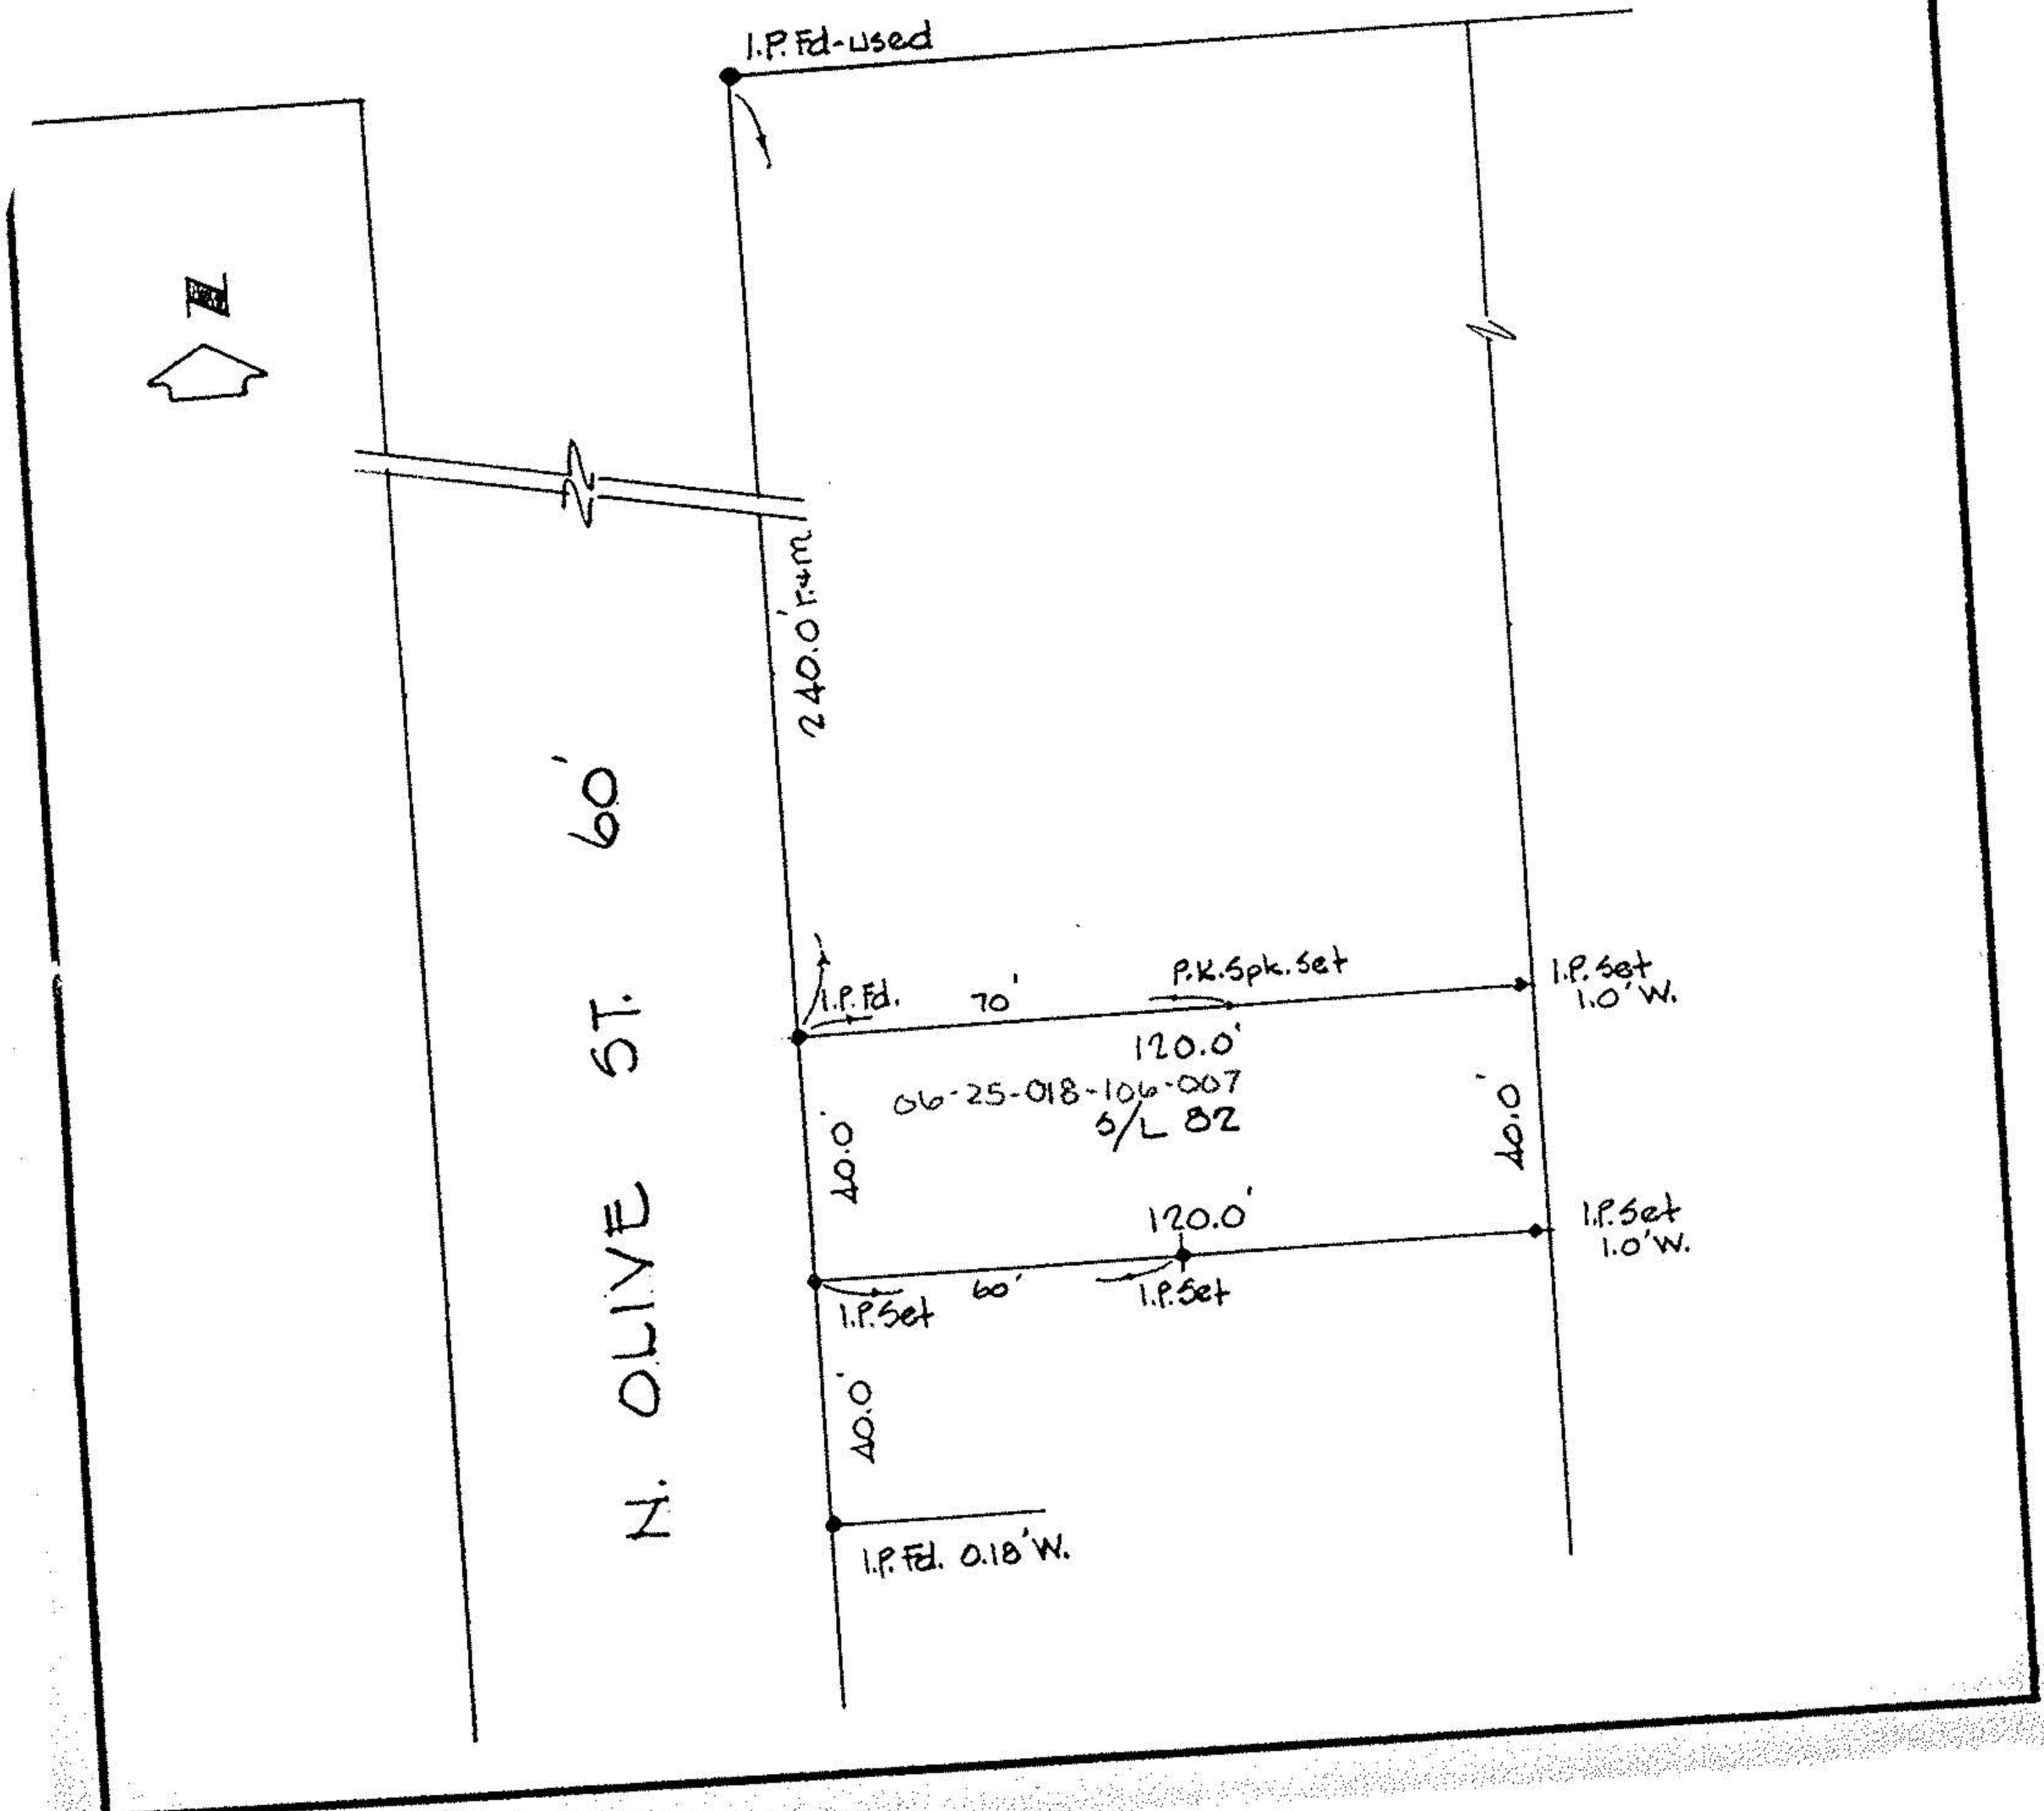 I.P. Fd-used
N
240.0' r.+m
N. OLIVE ST. 60'
I.P. Fd.
70'
P.K. Spk. Set
I.P. Set
1.0' W.
120.0'
06-25-018-106-007
S/L 82
40.0'
40.0'
120.0'
I.P. Set
1.0' W.
60'
I.P. Set
I.P. Set
40.0'
I.P. Fd. 0.18' W.